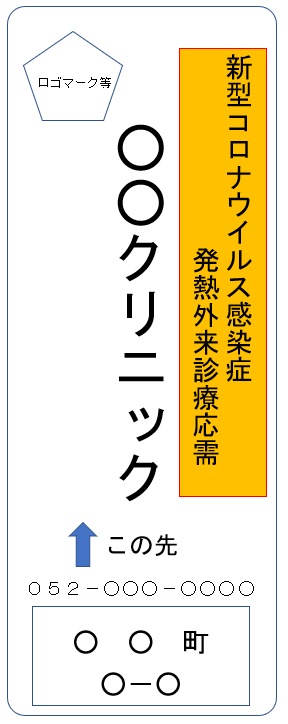 ロゴマーク等
新型コロナウイルス感染症
発熱外来診療応需
〇〇クリニック
この先
０５２－〇〇〇－〇〇〇〇
〇　〇　町
〇－〇